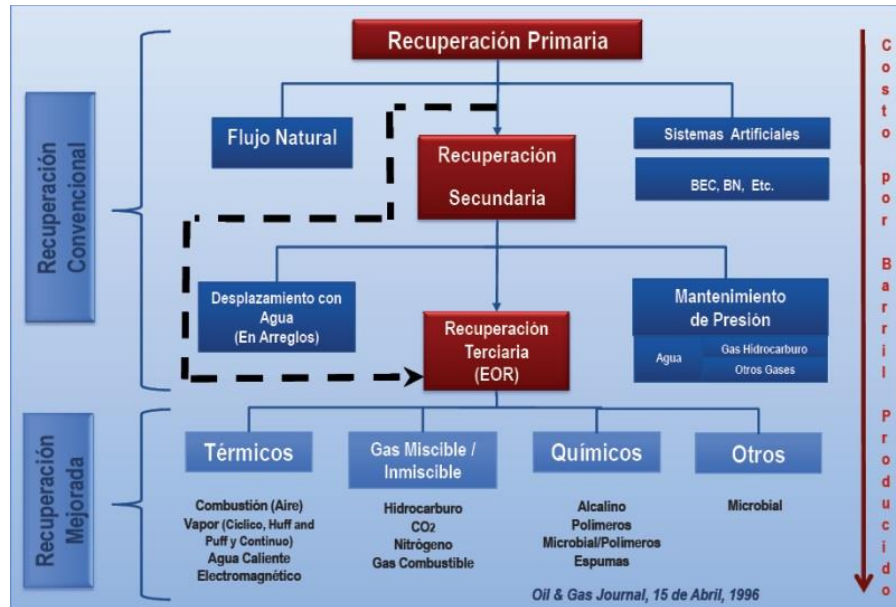 Recuperación Primaria
Flujo Natural
Recuperación
Secundaria
Sistemas Artificiales
BEC, BN, Etc.
Recuperación
Convencional
Desplazamiento con
Agua
(En Arreglos)
Recuperación
Terciaria
(EOR)
Mantenimiento
de Presión
Agua
Gas Hidrocarburo
Otros Gases
Recuperación
Mejorada
Térmicos
Combustión (Aire)
Vapor (Cíclico, Huff and
Puff y Continuo)
Agua Caliente
Electromagnético
Gas Miscible /
Inmiscible
Hidrocarburo
CO2
Nitrógeno
Gas Combustible
Químicos
Alcalino
Polímeros
Microbial/Polímeros
Espumas
Otros
Microbial
Oil & Gas Journal, 15 de Abril, 1996
Costo por Barril Producido